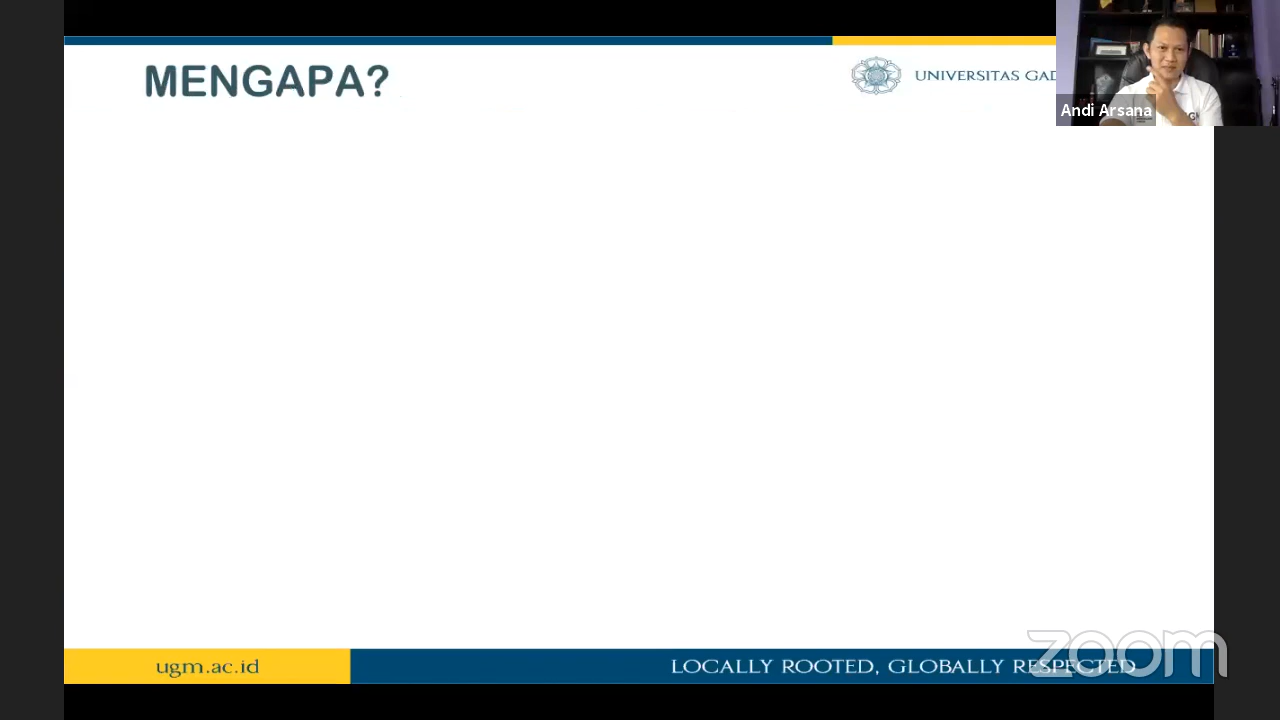 MENGAPA?
UNIVERSITAS GAD
Andi Arsana
ugm.ac.id
LOCALLY ROOTED, GLOBALLY RESPECTED
zoom